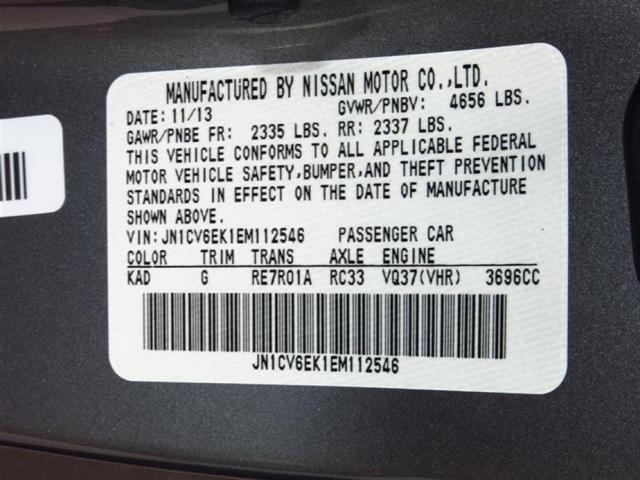 MANUFACTURED BY NISSAN MOTOR CO.,LTD.
DATE: 11/13 GVWR/PNBV: 4656 LBS.
GAWR/PNBE FR: 2335 LBS. RR: 2337 LBS.
THIS VEHICLE CONFORMS TO ALL APPLICABLE FEDERAL
MOTOR VEHICLE SAFETY,BUMPER,AND THEFT PREVENTION
STANDARDS IN EFFECT ON THE DATE OF MANUFACTURE
SHOWN ABOVE.
VIN: JN1CV6EK1EM112546 PASSENGER CAR
COLOR TRIM TRANS AXLE ENGINE
KAD G RE7R01A RC33 VQ37(VHR) 3696CC
JN1CV6EK1EM112546